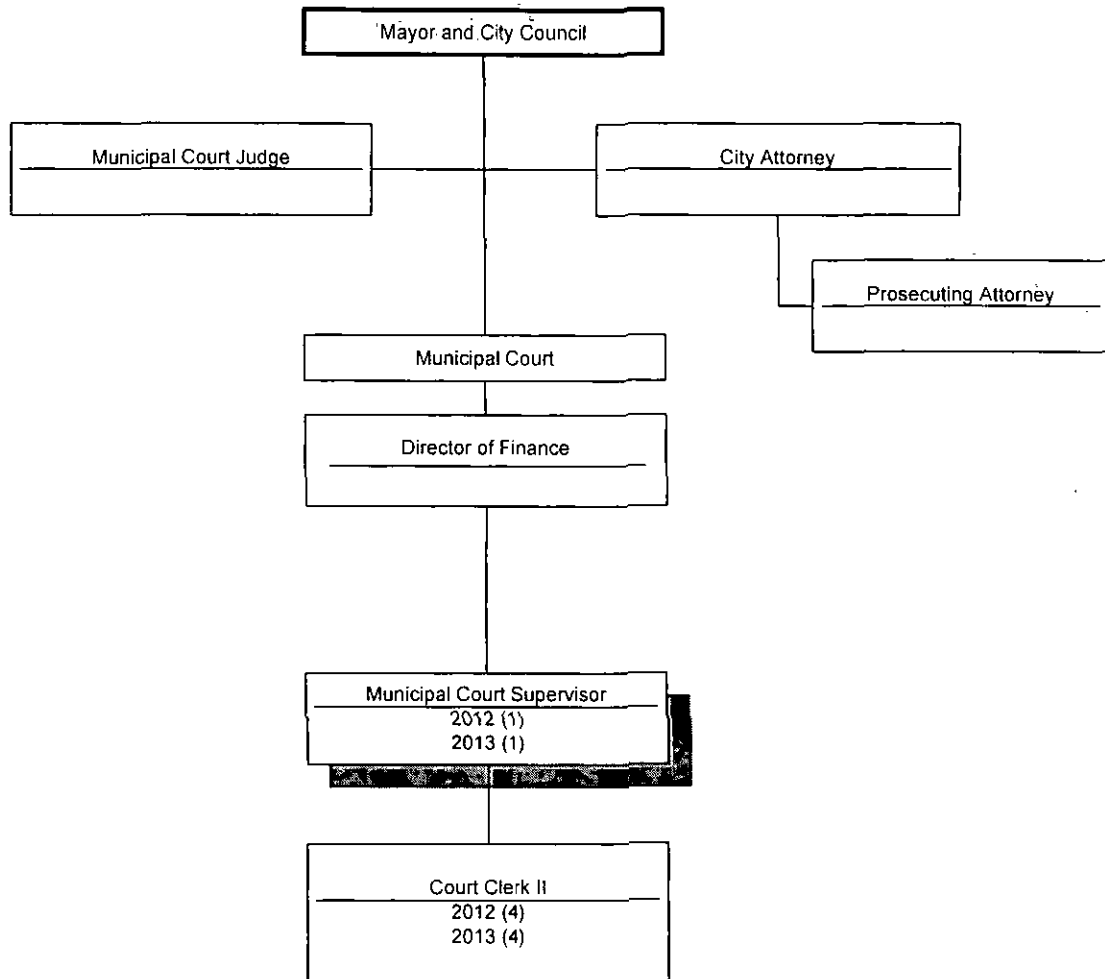 Mayor and City Council
Municipal Court Judge
City Attorney
Prosecuting Attorney
Municipal Court
Director of Finance
Municipal Court Supervisor
2012 (1)
2013 (1)
Court Clerk II
2012 (4)
2013 (4)